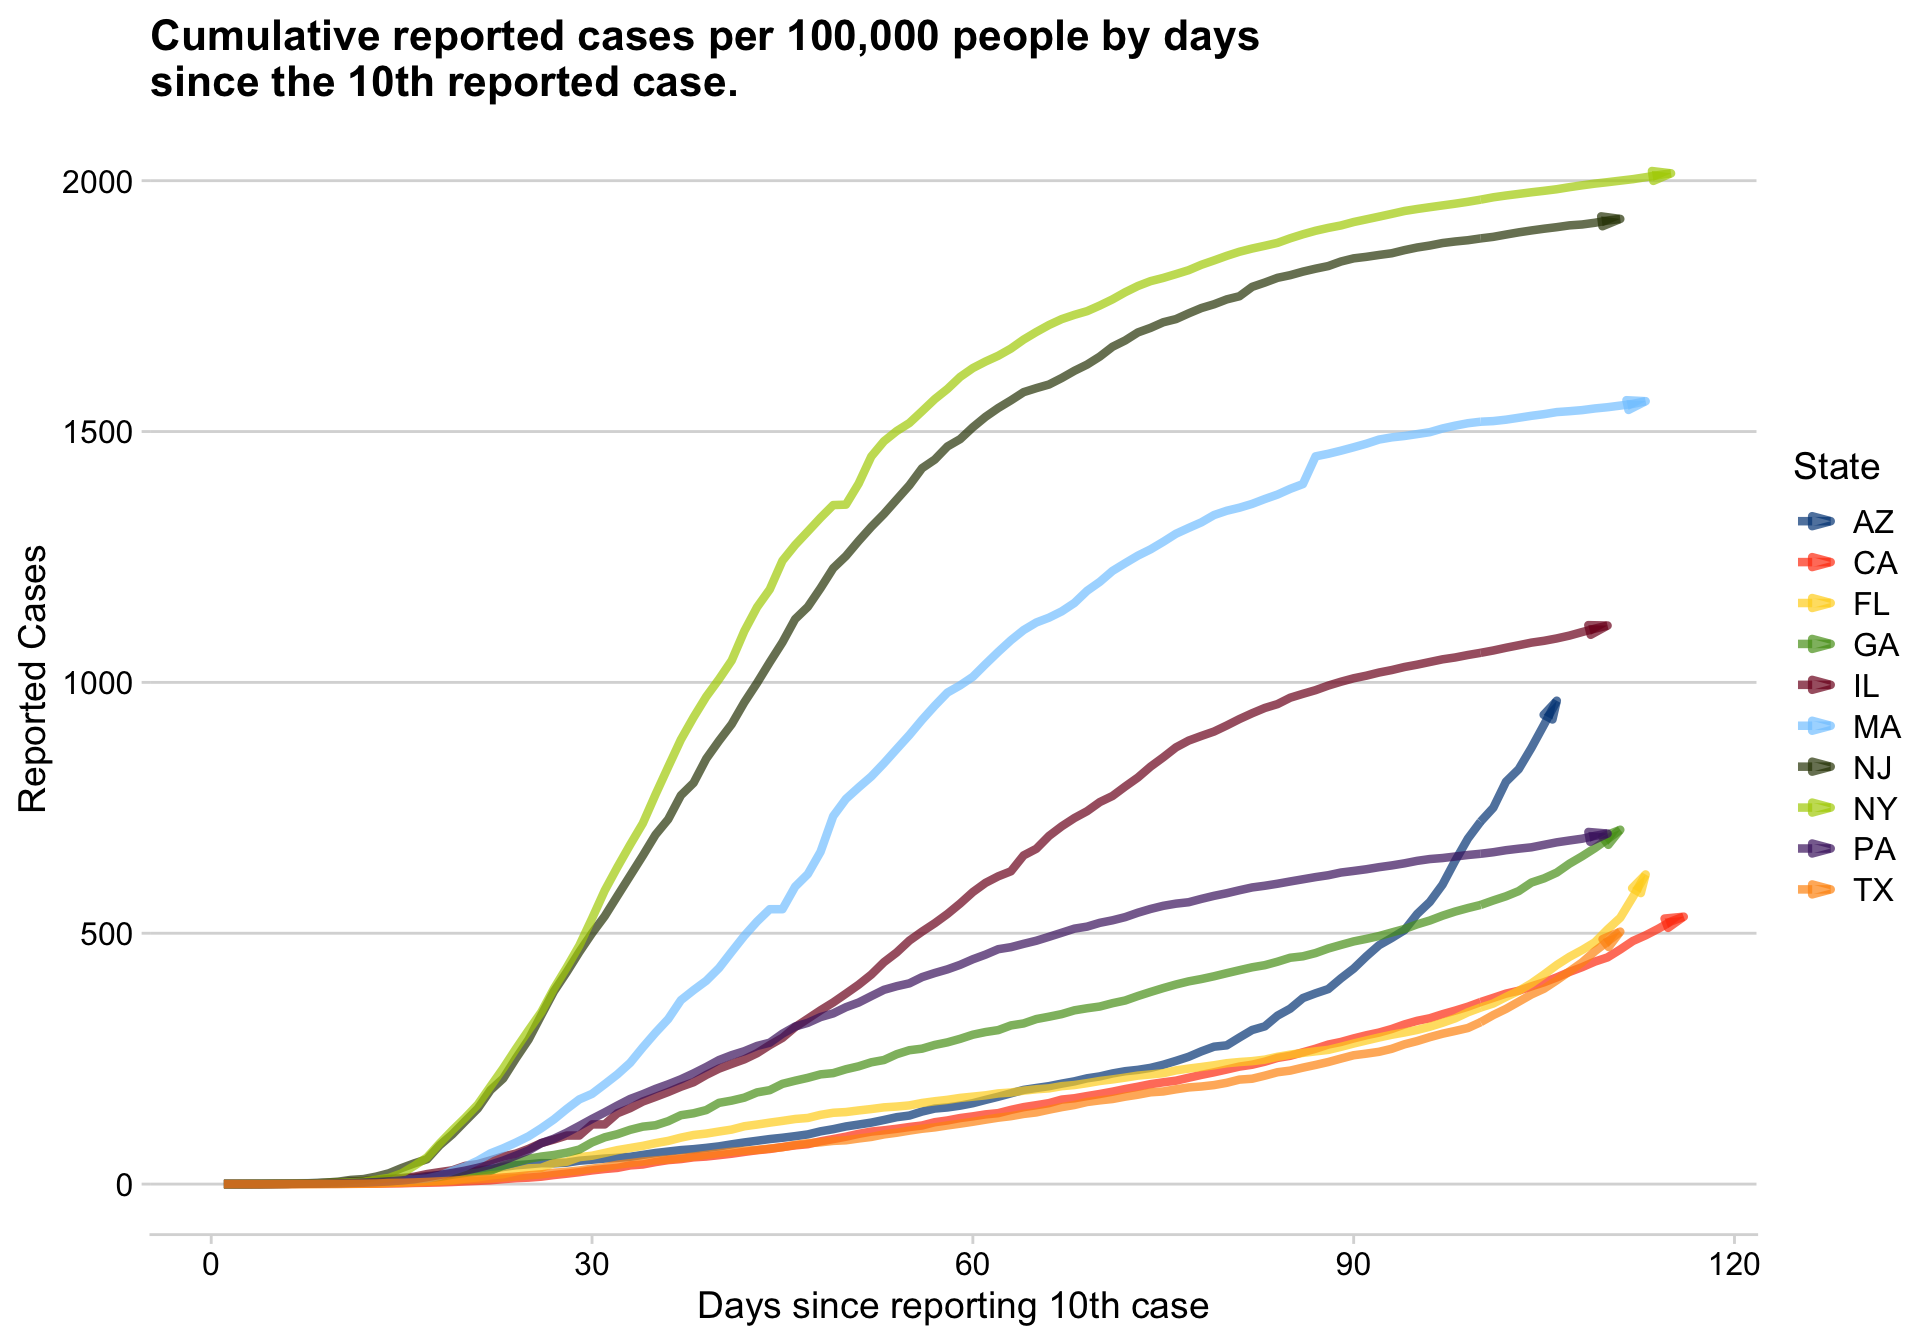 Cumulative reported cases per 100,000 people by days
since the 10th reported case.
2000
1500
1000
500
0
Reported Cases
0 30 60 90 120
Days since reporting 10th case
State
AZ
CA
FL
GA
IL
MA
NJ
NY
PA
TX